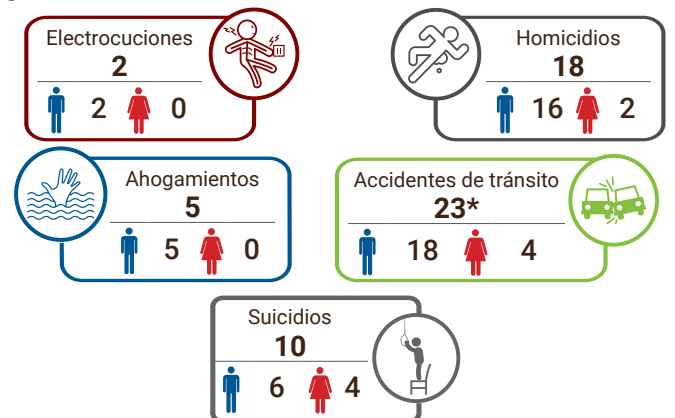 Electrocuciones
2
2 0
Homicidios
18
16 2
Ahogamientos
5
5 0
Accidentes de tránsito
23*
18 4
Suicidios
10
6 4